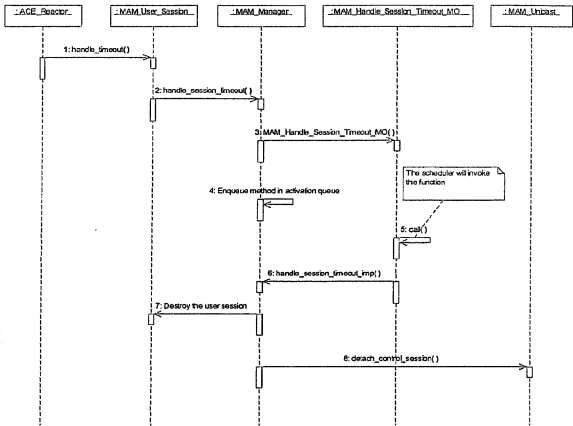 : ACE_Reactor
: MAM_User_Session
: MAM_Manager
: MAM_Handle_Session_Timeout_MO
: MAM_Unicast
1: handle_timeout()
2: handle_session_timeout( )
3: MAM_Handle_Session_Timeout_MO( )
The scheduler will invoke
the function
4: Enqueue method in activation queue
5: call( )
6: handle_session_timeout_imp( )
7: Destroy the user session
8: detach_control_session( )